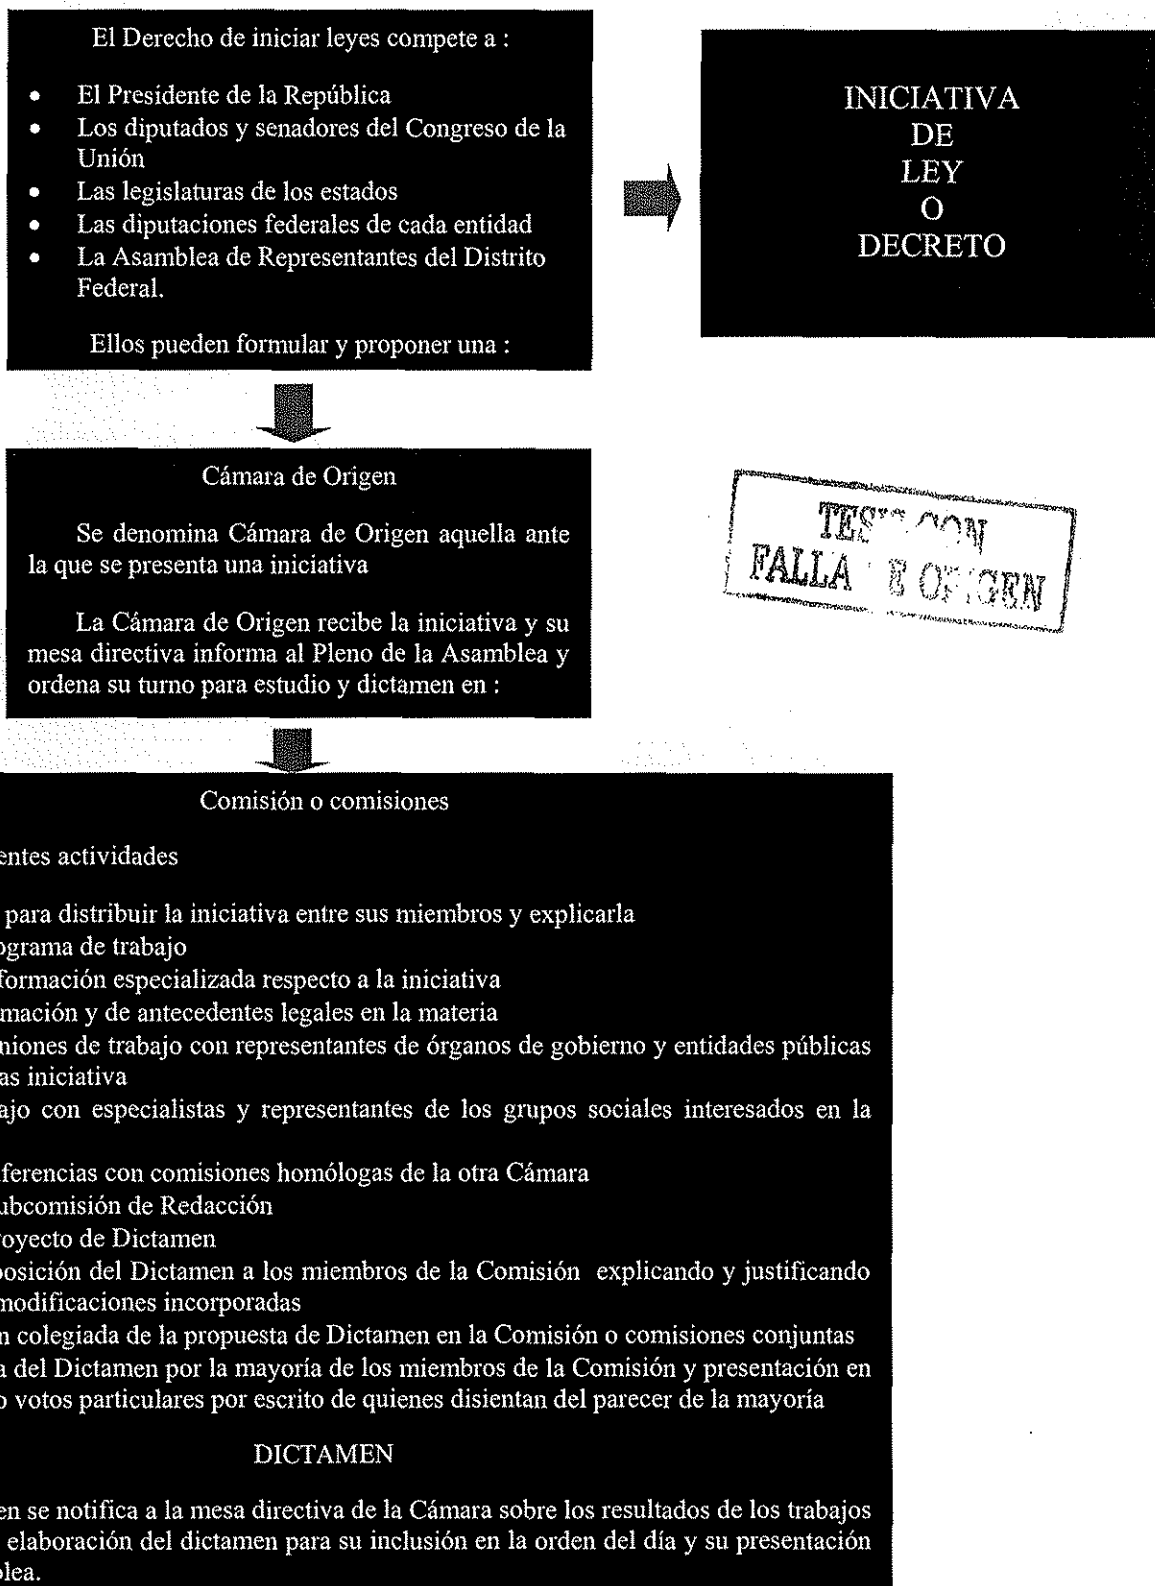 El Derecho de iniciar leyes compete a :
• El Presidente de la República
• Los diputados y senadores del Congreso de la
Unión
• Las legislaturas de los estados
• Las diputaciones federales de cada entidad
• La Asamblea de Representantes del Distrito
Federal.
Ellos pueden formular y proponer una :
INICIATIVA
DE
LEY
O
DECRETO
Cámara de Origen
Se denomina Cámara de Origen aquella ante
la que se presenta una iniciativa
La Cámara de Origen recibe la iniciativa y su
mesa directiva informa al Pleno de la Asamblea y
ordena su turno para estudio y dictamen en :
CON
FALLA
Comisión o comisiones
entes actividades
para distribuir la iniciativa entre sus miembros y explicarla
ograma de trabajo
formación especializada respecto a la iniciativa
mación y de antecedentes legales en la materia
niones de trabajo con representantes de órganos de gobierno y entidades públicas
as iniciativa
ajo con especialistas y representantes de los grupos sociales interesados en la
ferencias con comisiones homólogas de la otra Cámara
ubcomisión de Redacción
royecto de Dictamen
posición del Dictamen a los miembros de la Comisión explicando y justificando
modificaciones incorporadas
n colegiada de la propuesta de Dictamen en la Comisión o comisiones conjuntas
a del Dictamen por la mayoría de los miembros de la Comisión y presentación en
o votos particulares por escrito de quienes disientan del parecer de la mayoría
DICTAMEN
en se notifica a la mesa directiva de la Cámara sobre los resultados de los trabajos
elaboración del dictamen para su inclusión en la orden del día y su presentación
olea.